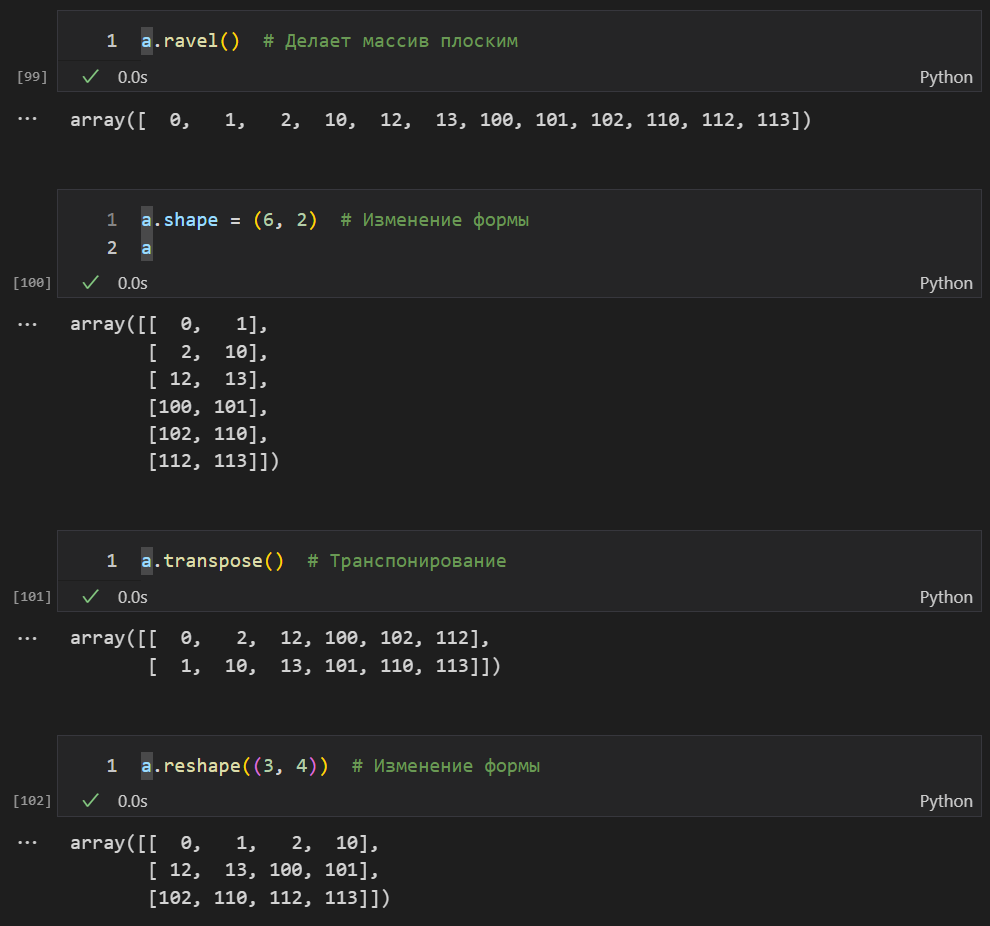 1 a.ravel() # Делает массив плоским
[99] ✓ 0.0s Python
... array([  0,   1,   2,  10,  12,  13, 100, 101, 102, 110, 112, 113])
1 a.shape = (6, 2) # Изменение формы
2 a
[100] ✓ 0.0s Python
... array([[  0,   1],
       [  2,  10],
       [ 12,  13],
       [100, 101],
       [102, 110],
       [112, 113]])
1 a.transpose() # Транспонирование
[101] ✓ 0.0s Python
... array([[  0,   2,  12, 100, 102, 112],
       [  1,  10,  13, 101, 110, 113]])
1 a.reshape((3, 4)) # Изменение формы
[102] ✓ 0.0s Python
... array([[  0,   1,   2,  10],
       [ 12,  13, 100, 101],
       [102, 110, 112, 113]])